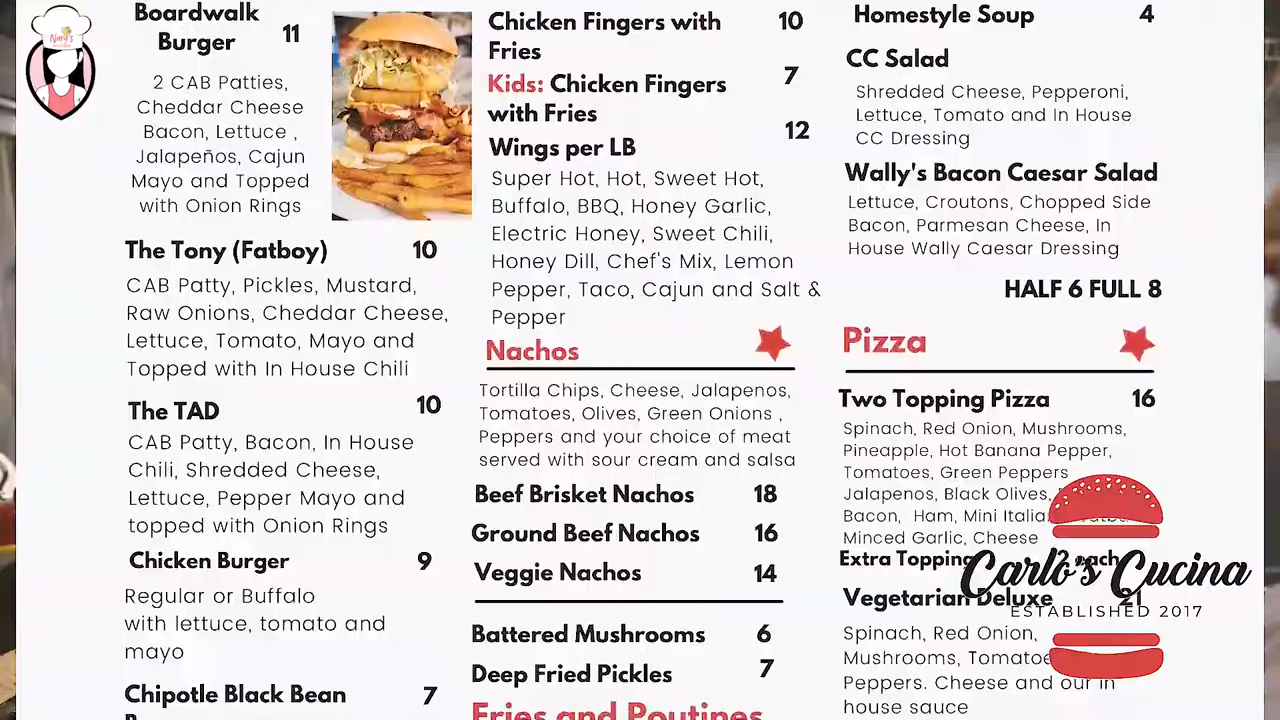 Boardwalk
Burger 11
2 CAB Patties,
Cheddar Cheese
Bacon, Lettuce ,
Jalapeños, Cajun
Mayo and Topped
with Onion Rings
The Tony (Fatboy) 10
CAB Patty, Pickles, Mustard,
Raw Onions, Cheddar Cheese,
Lettuce, Tomato, Mayo and
Topped with In House Chili
The TAD 10
CAB Patty, Bacon, In House
Chili, Shredded Cheese,
Lettuce, Pepper Mayo and
topped with Onion Rings
Chicken Burger 9
Regular or Buffalo
with lettuce, tomato and
mayo
Chipotle Black Bean 7
Chicken Fingers with 10
Fries
Kids: Chicken Fingers 7
with Fries
Wings per LB 12
Super Hot, Hot, Sweet Hot,
Buffalo, BBQ, Honey Garlic,
Electric Honey, Sweet Chili,
Honey Dill, Chef's Mix, Lemon
Pepper, Taco, Cajun and Salt &
Pepper
Nachos
Tortilla Chips, Cheese, Jalapenos,
Tomatoes, Olives, Green Onions ,
Peppers and your choice of meat
served with sour cream and salsa
Beef Brisket Nachos 18
Ground Beef Nachos 16
Veggie Nachos 14
Battered Mushrooms 6
Deep Fried Pickles 7
Fries and Poutines
Homestyle Soup 4
CC Salad
Shredded Cheese, Pepperoni,
Lettuce, Tomato and In House
CC Dressing
Wally's Bacon Caesar Salad
Lettuce, Croutons, Chopped Side
Bacon, Parmesan Cheese, In
House Wally Caesar Dressing
HALF 6 FULL 8
Pizza
Two Topping Pizza 16
Spinach, Red Onion, Mushrooms,
Pineapple, Hot Banana Pepper,
Tomatoes, Green Peppers
Jalapenos, Black Olives,
Bacon, Ham, Mini
Minced Garlic, Cheese
Extra Topping 2 each
Carlo's Cucina
Vegetarian Deluxe 21
ESTABLISHED 2017
Spinach, Red Onion,
Mushrooms,
Peppers. Cheese and our in
house sauce